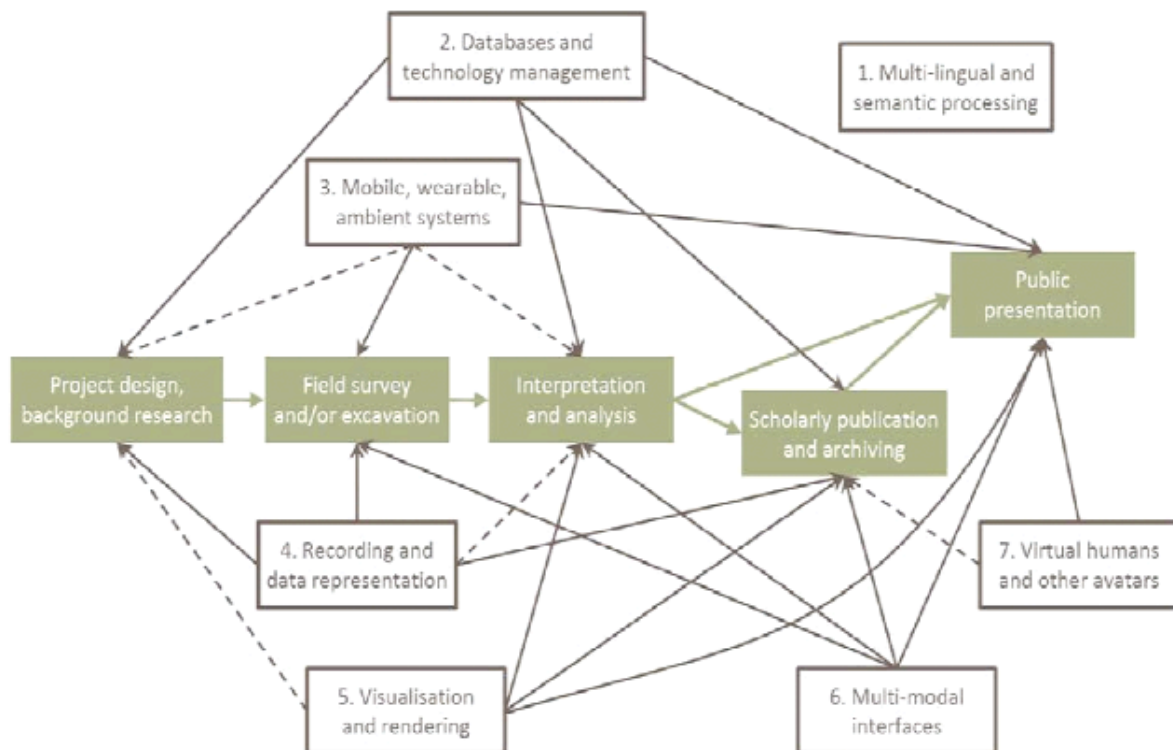 2. Databases and
technology management
1. Multi-lingual and
semantic processing
3. Mobile, wearable,
ambient systems
Public
presentation
Project design,
background research
Field survey
and/or excavation
Interpretation
and analysis
Scholarly publication
and archiving
4. Recording and
data representation
7. Virtual humans
and other avatars
5. Visualisation
and rendering
6. Multi-modal
interfaces